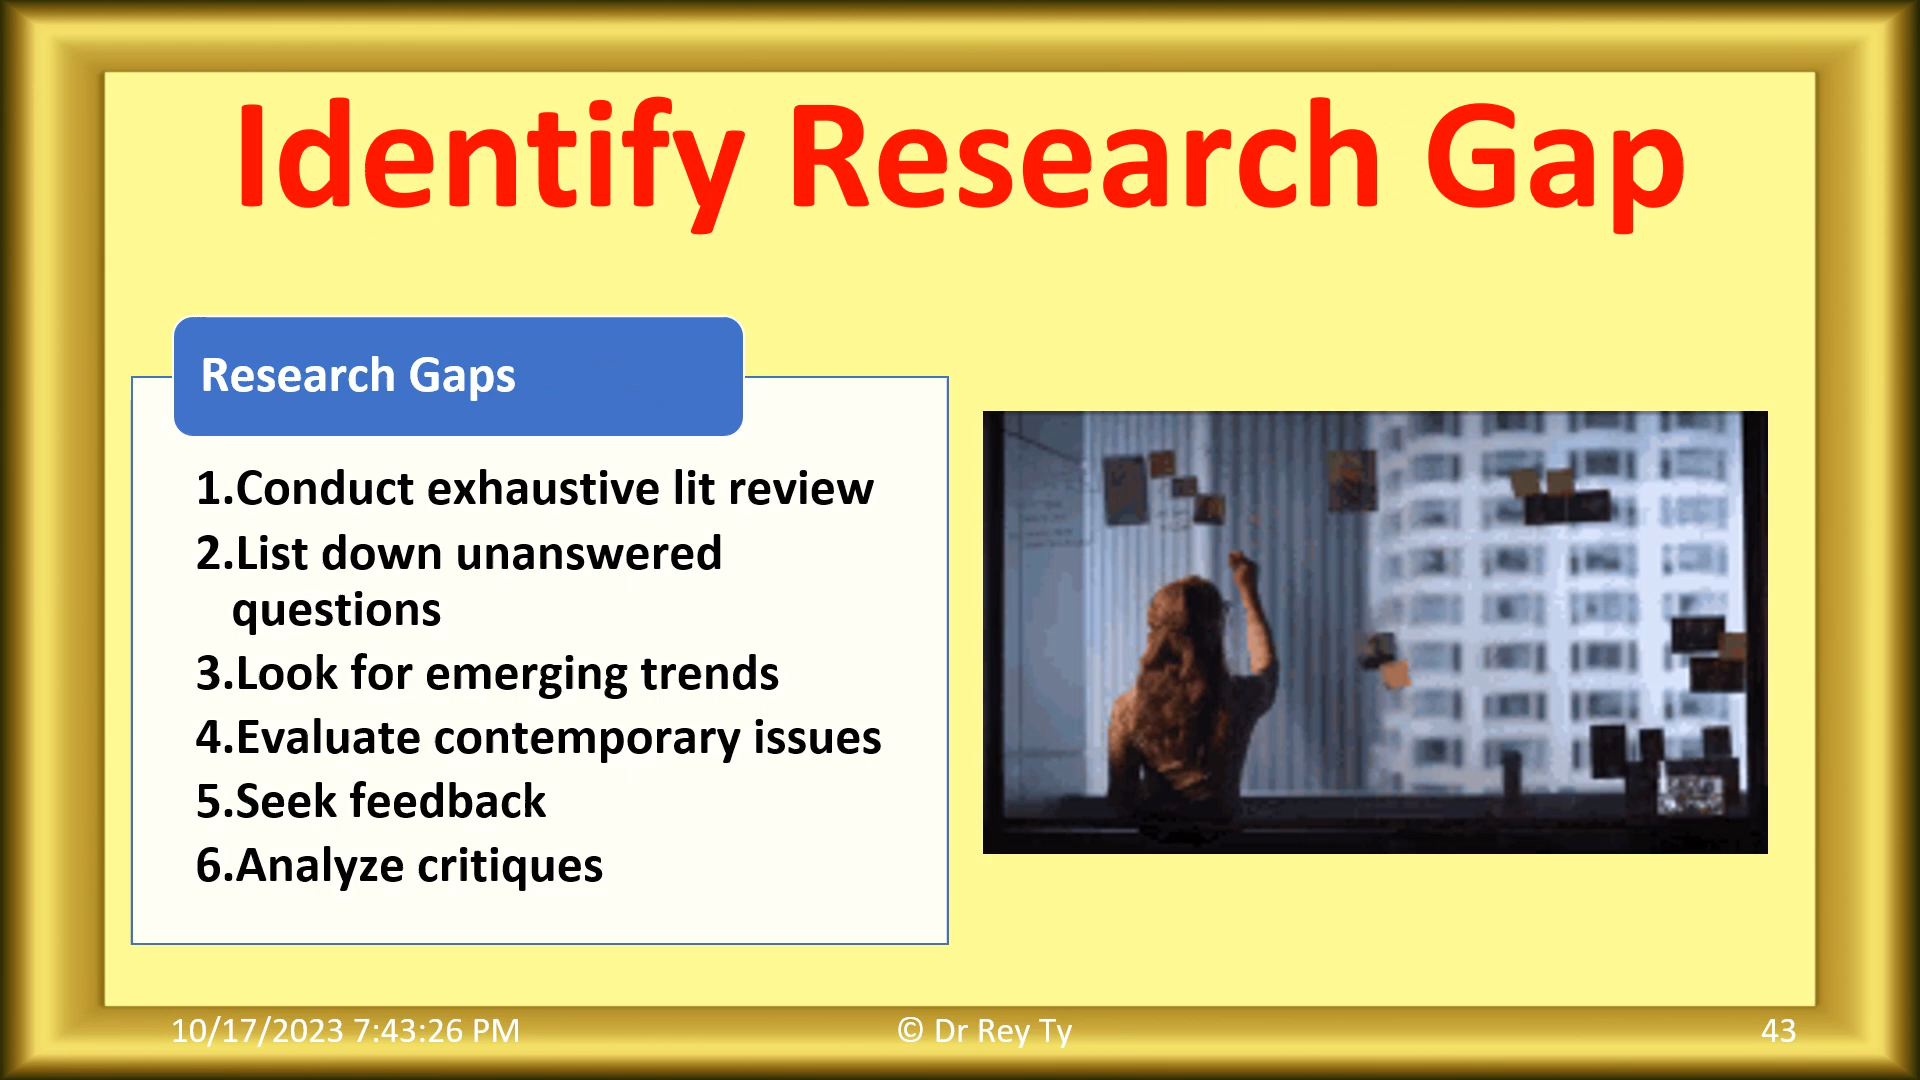 Identify Research Gap
Research Gaps
1.Conduct exhaustive lit review
2.List down unanswered
questions
3.Look for emerging trends
4.Evaluate contemporary issues
5.Seek feedback
6.Analyze critiques
10/17/2023 7:43:26 PM
© Dr Rey Ty
43